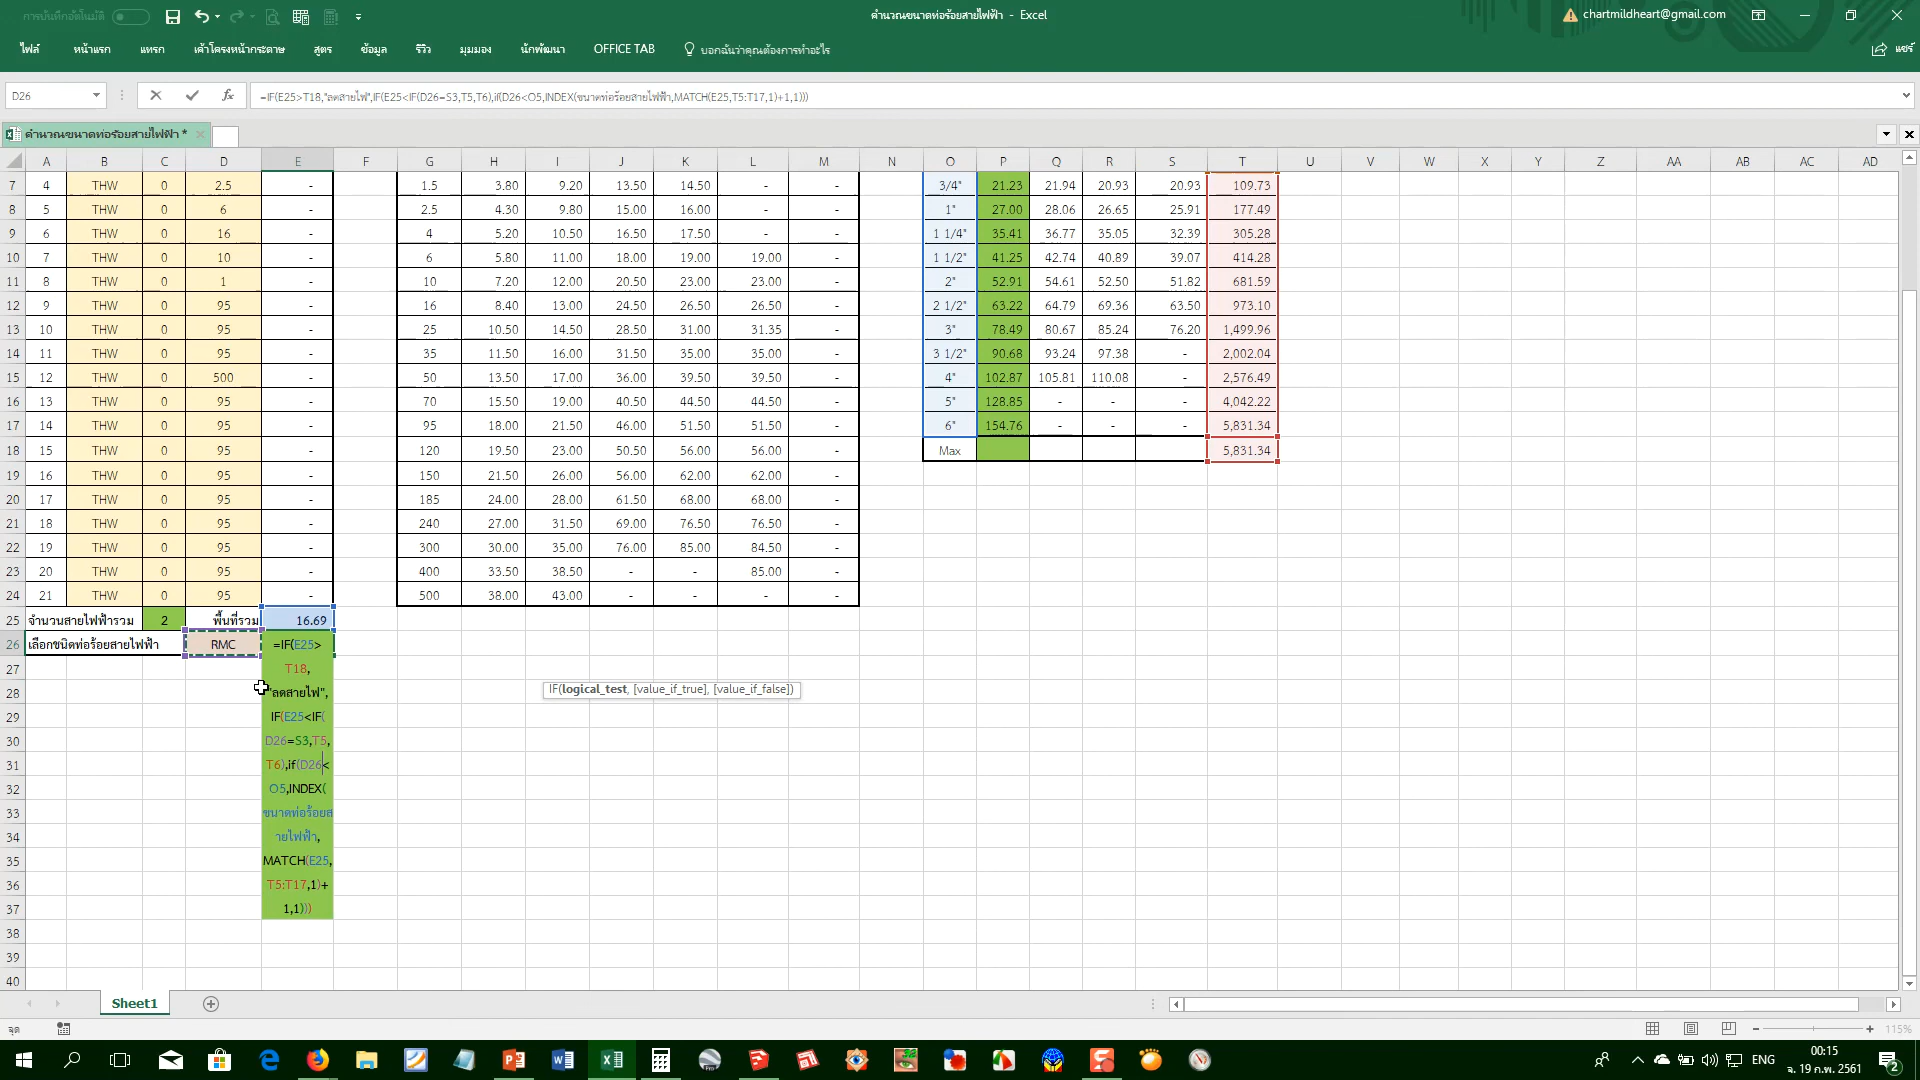 การบันทึกอัตโนมัติ
คำนวณขนาดท่อร้อยสายไฟฟ้า - Excel
chartmildheart@gmail.com
ไฟล์ หน้าแรก แทรก เค้าโครงหน้ากระดาษ สูตร ข้อมูล รีวิว มุมมอง นักพัฒนา OFFICE TAB บอกฉันว่าคุณต้องการทำอะไร แชร์
D26 fx =IF(E25>T18,"ลดสายไฟ",IF(E25<IF(D26=S3,T5,T6),if(D26<O5,INDEX(ขนาดท่อร้อยสายไฟฟ้า,MATCH(E25,T5:T17,1)+1,1)))
คำนวณขนาดท่อร้อยสายไฟฟ้า *
A B C D E F G H I J K L M N O P Q R S T U V W X Y Z AA AB AC AD
7 4 THW 0 2.5 - 1.5 3.80 9.20 13.50 14.50 - - 3/4" 21.23 21.94 20.93 20.93 109.73
8 5 THW 0 6 - 2.5 4.30 9.80 15.00 16.00 - - 1" 27.00 28.06 26.65 25.91 177.49
9 6 THW 0 16 - 4 5.20 10.50 16.50 17.50 - - 1 1/4" 35.41 36.77 35.05 32.39 305.28
10 7 THW 0 10 - 6 5.80 11.00 18.00 19.00 19.00 - 1 1/2" 41.25 42.74 40.89 39.07 414.28
11 8 THW 0 1 - 10 7.20 12.00 20.50 23.00 23.00 - 2" 52.91 54.61 52.50 51.82 681.59
12 9 THW 0 95 - 16 8.40 13.00 24.50 26.50 26.50 - 2 1/2" 63.22 64.79 69.36 63.50 973.10
13 10 THW 0 95 - 25 10.50 14.50 28.50 31.00 31.35 - 3" 78.49 80.67 85.24 76.20 1,499.96
14 11 THW 0 95 - 35 11.50 16.00 31.50 35.00 35.00 - 3 1/2" 90.68 93.24 97.38 - 2,002.04
15 12 THW 0 500 - 50 13.50 17.00 36.00 39.50 39.50 - 4" 102.87 105.81 110.08 - 2,576.49
16 13 THW 0 95 - 70 15.50 19.00 40.50 44.50 44.50 - 5" 128.85 - - - 4,042.22
17 14 THW 0 95 - 95 18.00 21.50 46.00 51.50 51.50 - 6" 154.76 - - - 5,831.34
18 15 THW 0 95 - 120 19.50 23.00 50.50 56.00 56.00 - Max 5,831.34
19 16 THW 0 95 - 150 21.50 26.00 56.00 62.00 62.00 -
20 17 THW 0 95 - 185 24.00 28.00 61.50 68.00 68.00 -
21 18 THW 0 95 - 240 27.00 31.50 69.00 76.50 76.50 -
22 19 THW 0 95 - 300 30.00 35.00 76.00 85.00 84.50 -
23 20 THW 0 95 - 400 33.50 38.50 - - 85.00 -
24 21 THW 0 95 - 500 38.00 43.00 - - - -
25 จำนวนสายไฟฟ้ารวม 2 พื้นที่รวม 16.69
26 เลือกชนิดท่อร้อยสายไฟฟ้า RMC =IF(E25>
27 T18,
28 "ลดสายไฟ", IF(logical_test, [value_if_true], [value_if_false])
29 IF(E25<IF(
30 D26=S3,T5,
31 T6),if(D26<
32 O5,INDEX(
33 ขนาดท่อร้อยส
34 ายไฟฟ้า,
35 MATCH(E25,
36 T5:T17,1)+
37 1,1)))
38
39
40
Sheet1
จุด
115%
ENG
00:15
จ. 19 ก.พ. 2561
2